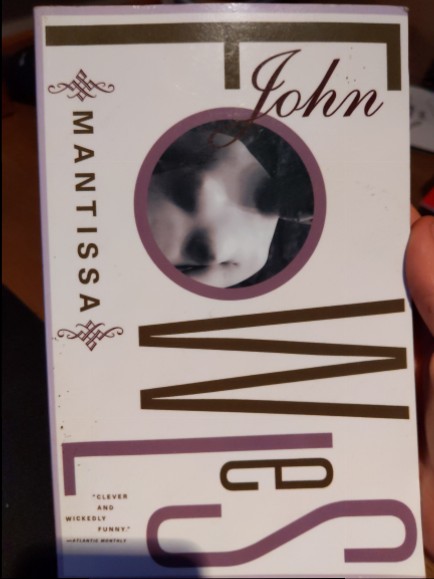 John
FOWLeS
MANTISSA
"CLEVER
AND
WICKEDLY
FUNNY."
—ATLANTIC MONTHLY